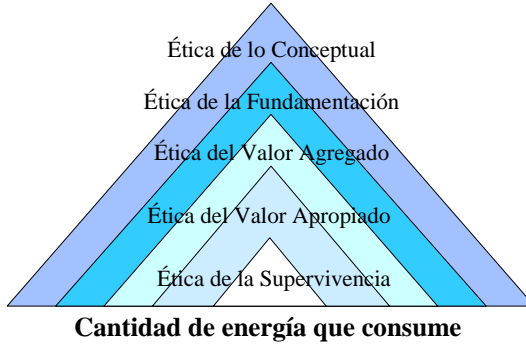 Ética de lo Conceptual
Ética de la Fundamentación
Ética del Valor Agregado
Ética del Valor Apropiado
Ética de la Supervivencia
Cantidad de energía que consume